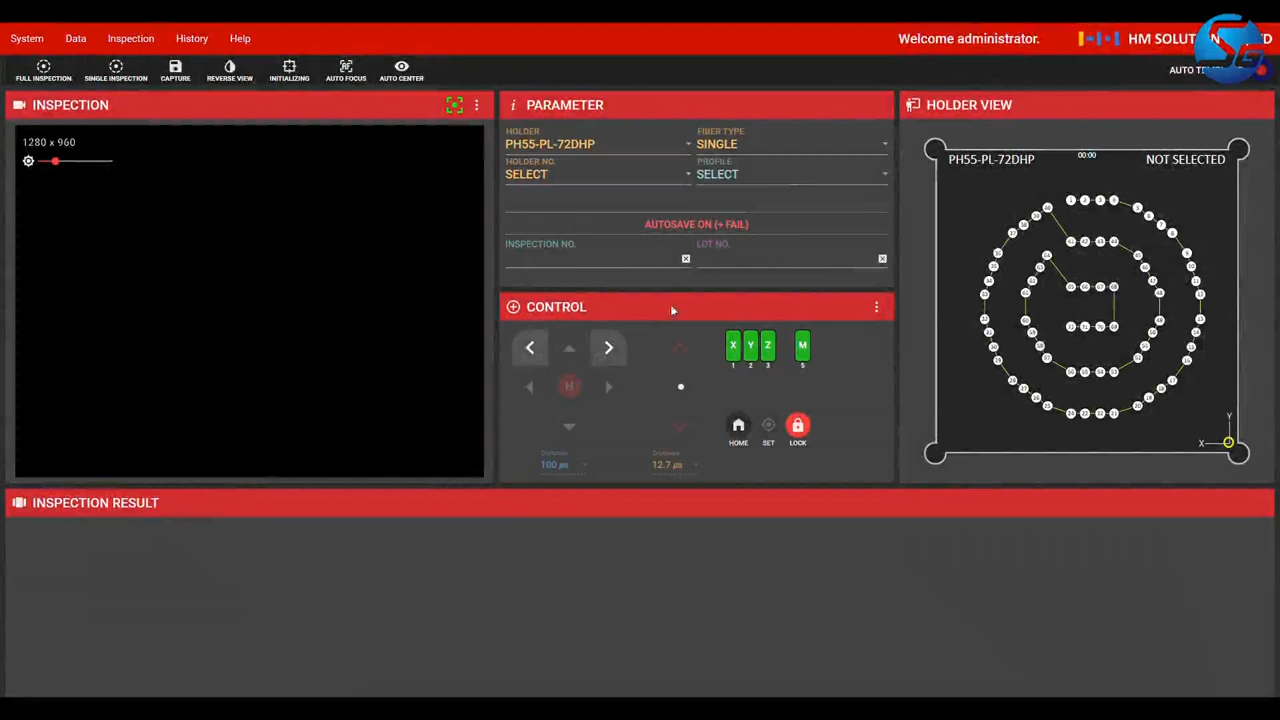 System Data Inspection History Help
Welcome administrator.
HM SOLUT
FULL INSPECTION SINGLE INSPECTION CAPTURE REVERSE VIEW INITIALIZING AUTO FOCUS AUTO CENTER
AUTO
INSPECTION
1280 x 960
PARAMETER
HOLDER
PH55-PL-72DHP
FIBER TYPE
SINGLE
HOLDER NO.
SELECT
PROFILE
SELECT
AUTOSAVE ON (+ FAIL)
INSPECTION NO.
LOT NO.
CONTROL
H
X Y Z M
1 2 3 5
HOME SET LOCK
Distance
100 µm
Distance
12.7 µm
HOLDER VIEW
PH55-PL-72DHP 00:00 NOT SELECTED
Y
X
INSPECTION RESULT